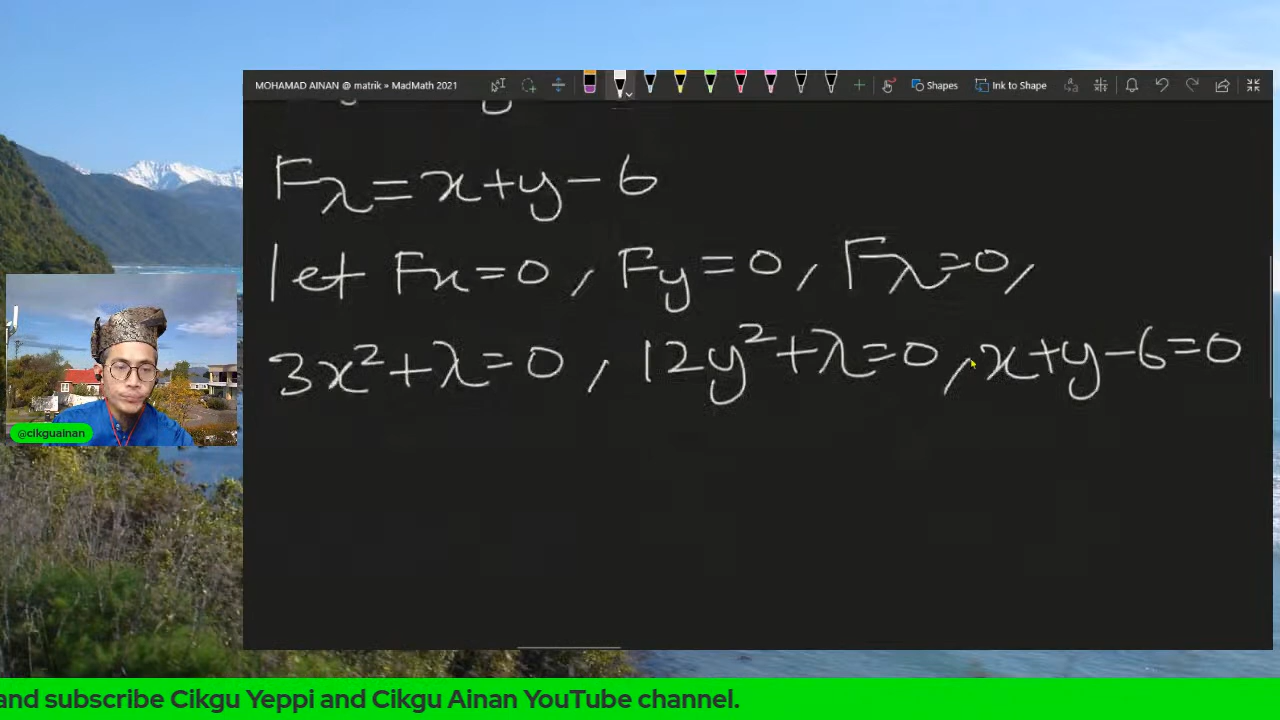 MOHAMAD AINAN @ matrik » MadMath 2021
Shapes
Ink to Shape
Fλ=x+y-6
let Fx=0, Fy=0, Fλ=0,
3x²+λ=0, 12y²+λ=0, x+y-6=0
@cikguainan
and subscribe Cikgu Yeppi and Cikgu Ainan YouTube channel.